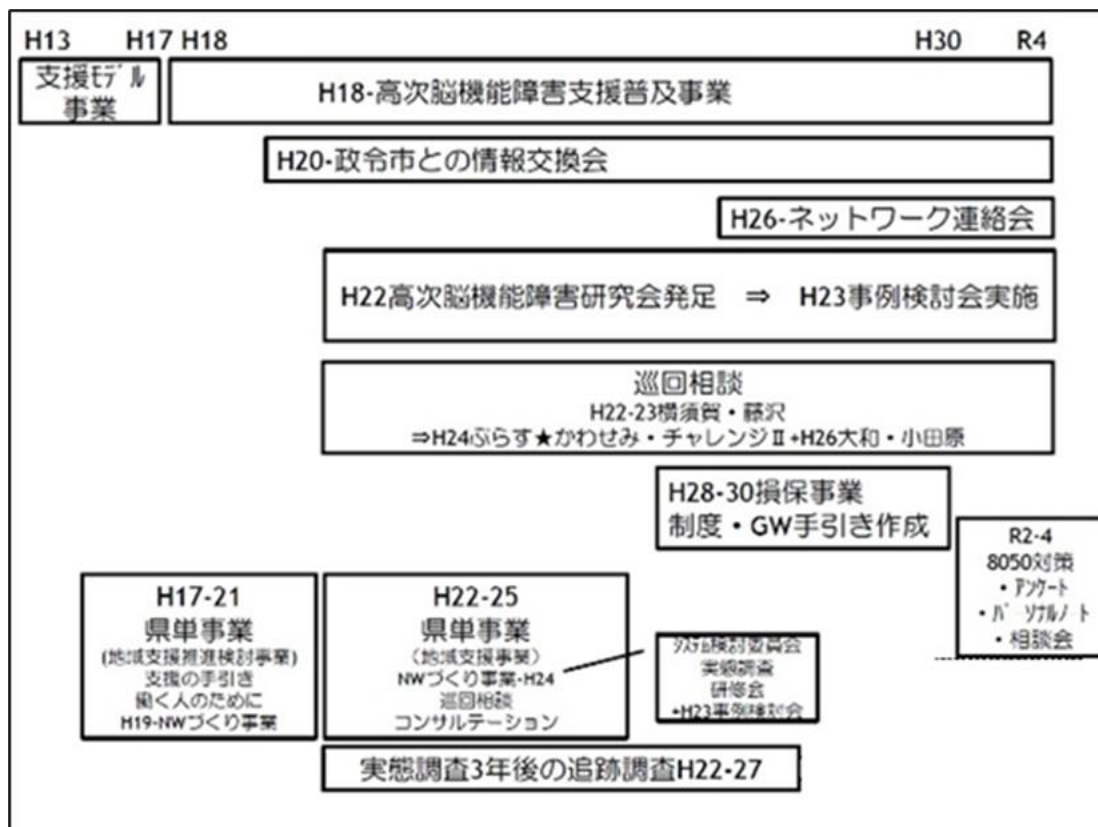 H13 H17 H18 H30 R4
支援ﾓﾃﾞﾙ
事業
H18-高次脳機能障害支援普及事業
H20-政令市との情報交換会
H26-ネットワーク連絡会
H22高次脳機能障害研究会発足 ⇒ H23事例検討会実施
巡回相談
H22-23横須賀・藤沢
⇒H24ぷらす★かわせみ・チャレンジⅡ+H26大和・小田原
H28-30損保事業
制度・GW手引き作成
R2-4
8050対策
・ｱﾝｹｰﾄ
・ﾊﾟｰｿﾅﾙﾉｰﾄ
・相談会
H17-21
県単事業
(地域支援推進検討事業)
支援の手引き
働く人のために
H19-NWづくり事業
H22-25
県単事業
（地域支援事業）
NWづくり事業-H24
巡回相談
コンサルテーション
ｼｽﾃﾑ検討委員会
実態調査
研修会
+H23事例検討会
実態調査3年後の追跡調査H22-27